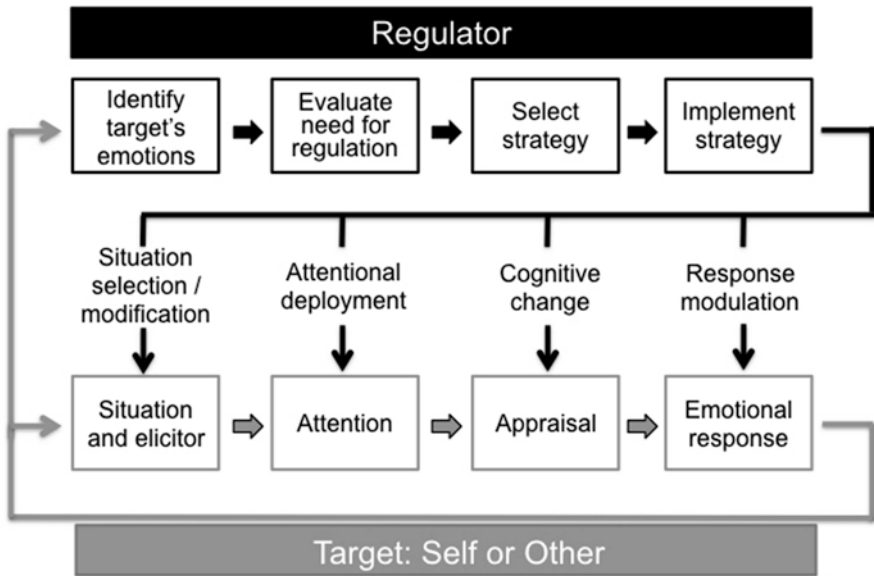 Regulator
Identify
target's
emotions
Evaluate
need for
regulation
Select
strategy
Implement
strategy
Situation
selection /
modification
Attentional
deployment
Cognitive
change
Response
modulation
Situation
and elicitor
Attention
Appraisal
Emotional
response
Target: Self or Other